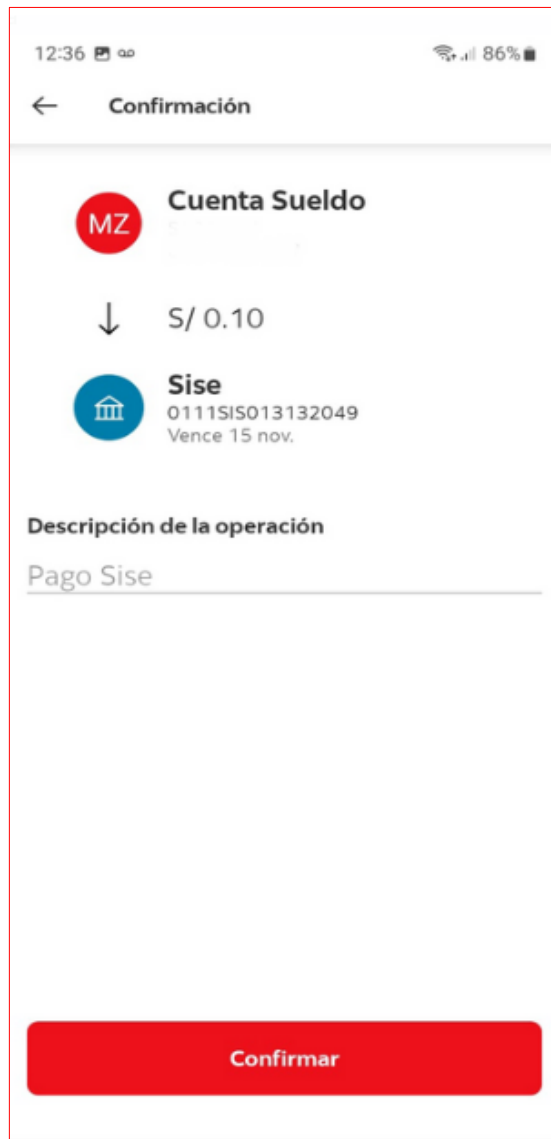 12:36
86%
Confirmación
MZ
Cuenta Sueldo
S/ 0.10
Sise
0111SIS013132049
Vence 15 nov.
Descripción de la operación
Pago Sise
Confirmar